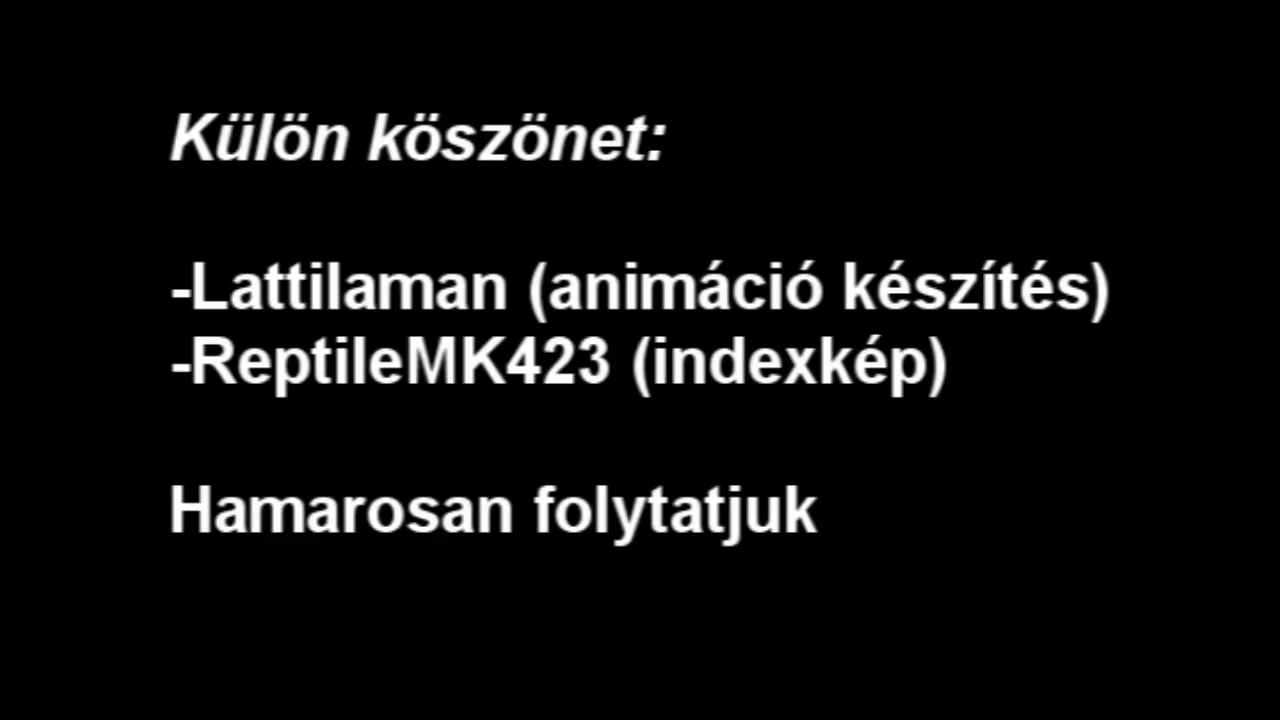 Külön köszönet:
-Lattilaman (animáció készítés)
-ReptileMK423 (indexkép)
Hamarosan folytatjuk